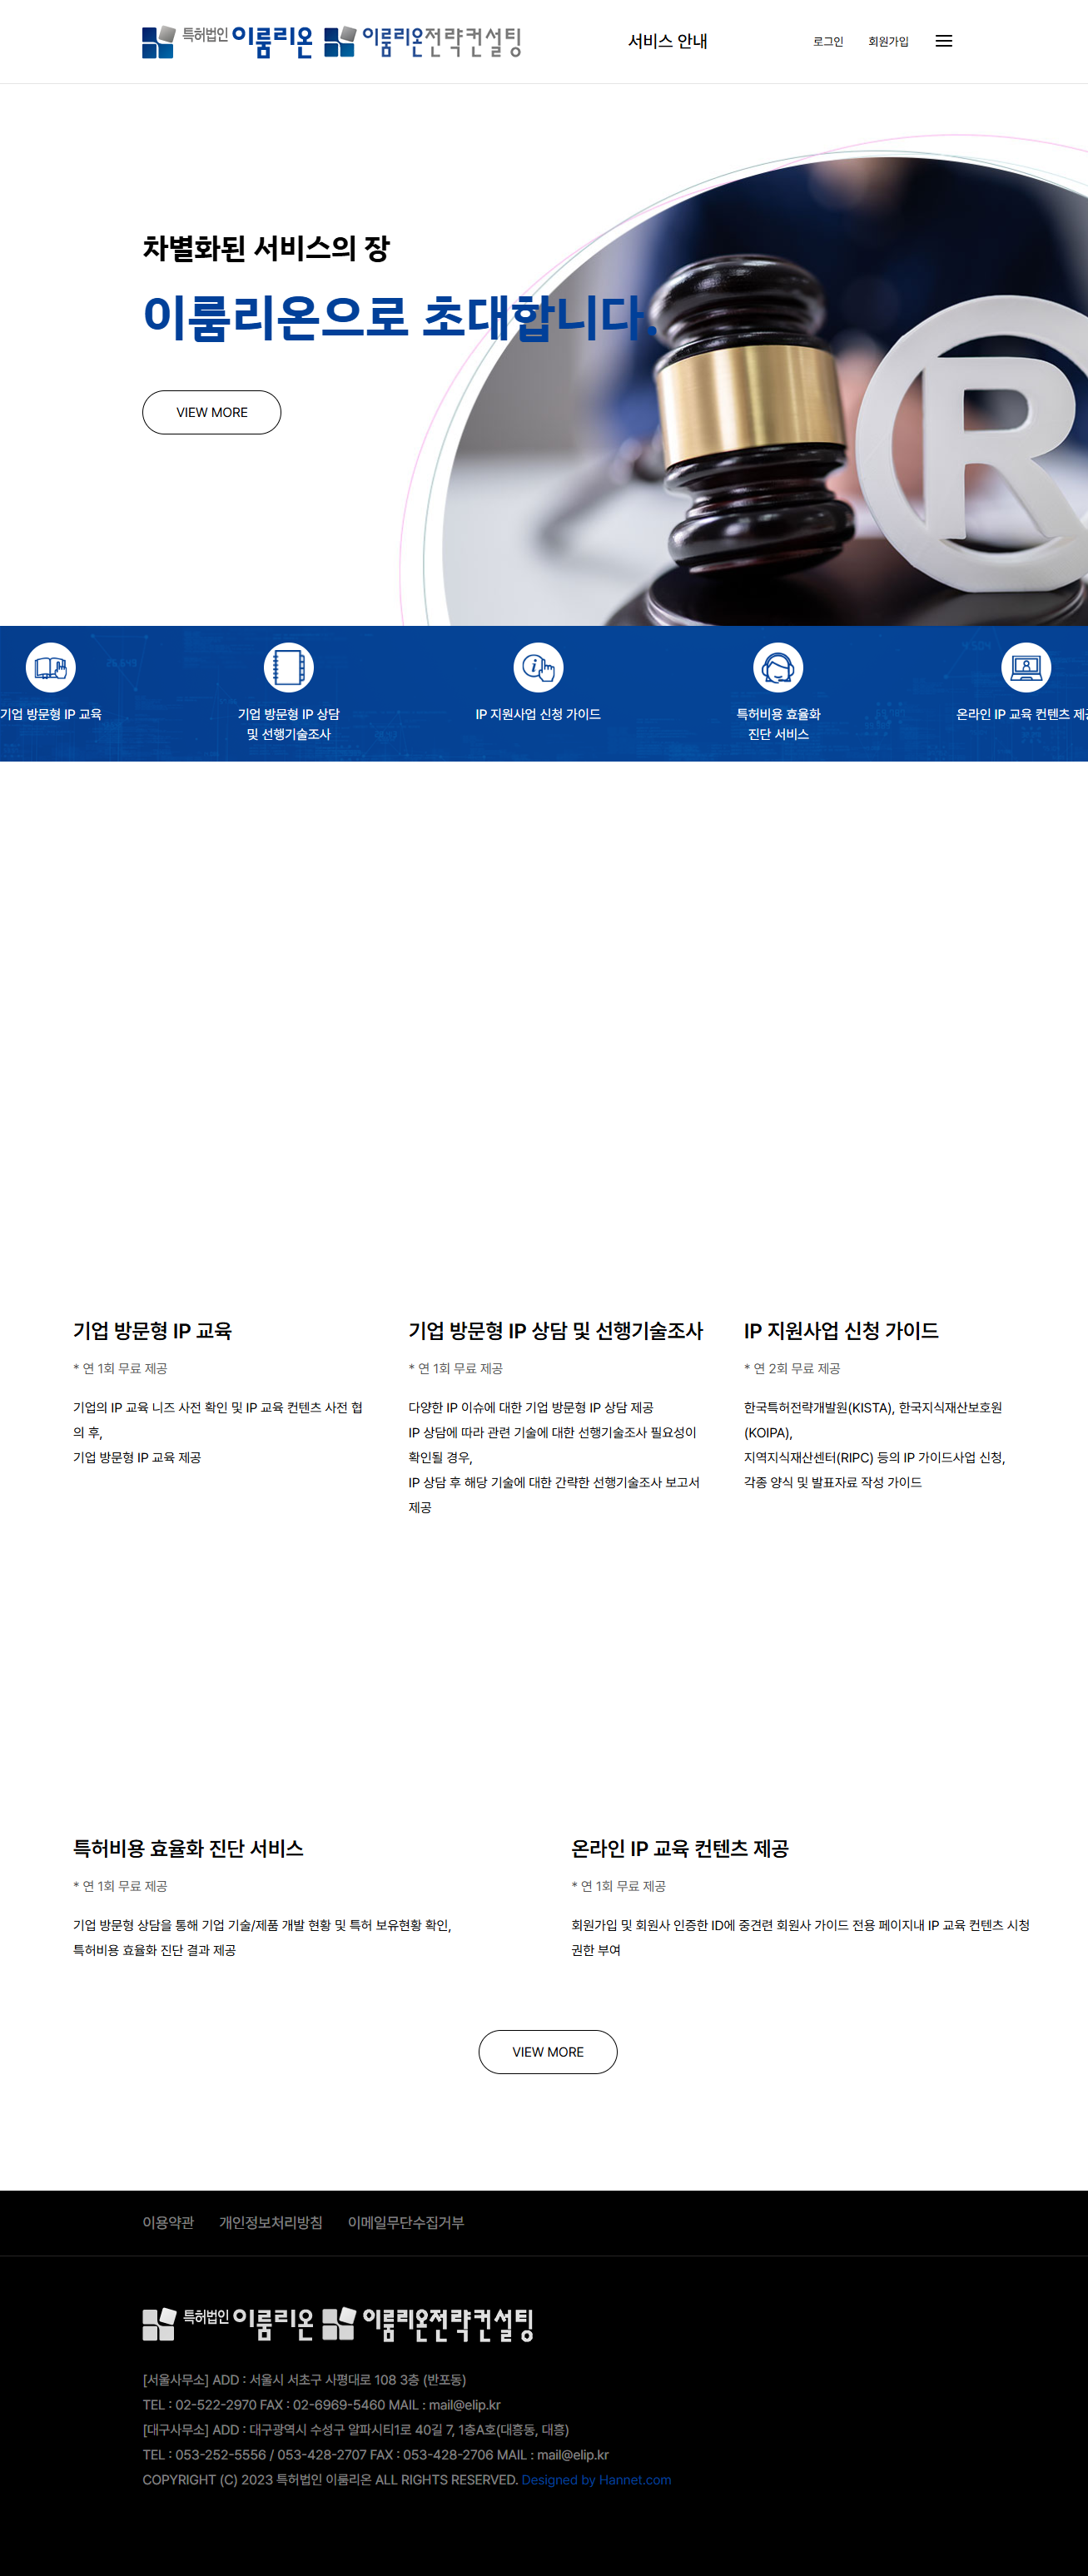 특허법인 이룸리온 이룸리온전략컨설팅
서비스 안내
로그인 회원가입
차별화된 서비스의 장
이룸리온으로 초대합니다.
VIEW MORE
R
기업 방문형 IP 교육
기업 방문형 IP 상담
및 선행기술조사
IP 지원사업 신청 가이드
특허비용 효율화
진단 서비스
온라인 IP 교육 컨텐츠 제공
기업 방문형 IP 교육
* 연 1회 무료 제공
기업의 IP 교육 니즈 사전 확인 및 IP 교육 컨텐츠 사전 협
의 후,
기업 방문형 IP 교육 제공
기업 방문형 IP 상담 및 선행기술조사
* 연 1회 무료 제공
다양한 IP 이슈에 대한 기업 방문형 IP 상담 제공
IP 상담에 따라 관련 기술에 대한 선행기술조사 필요성이
확인될 경우,
IP 상담 후 해당 기술에 대한 간략한 선행기술조사 보고서
제공
IP 지원사업 신청 가이드
* 연 2회 무료 제공
한국특허전략개발원(KISTA), 한국지식재산보호원
(KOIPA),
지역지식재산센터(RIPC) 등의 IP 가이드사업 신청,
각종 양식 및 발표자료 작성 가이드
특허비용 효율화 진단 서비스
* 연 1회 무료 제공
기업 방문형 상담을 통해 기업 기술/제품 개발 현황 및 특허 보유현황 확인,
특허비용 효율화 진단 결과 제공
온라인 IP 교육 컨텐츠 제공
* 연 1회 무료 제공
회원가입 및 회원사 인증한 ID에 중견련 회원사 가이드 전용 페이지내 IP 교육 컨텐츠 시청
권한 부여
VIEW MORE
이용약관 개인정보처리방침 이메일무단수집거부
특허법인 이룸리온 이룸리온전략컨설팅
[서울사무소] ADD : 서울시 서초구 사평대로 108 3층 (반포동)
TEL : 02-522-2970 FAX : 02-6969-5460 MAIL : mail@elip.kr
[대구사무소] ADD : 대구광역시 수성구 알파시티1로 40길 7, 1층A호(대흥동, 대흥)
TEL : 053-252-5556 / 053-428-2707 FAX : 053-428-2706 MAIL : mail@elip.kr
COPYRIGHT (C) 2023 특허법인 이룸리온 ALL RIGHTS RESERVED. Designed by Hannet.com